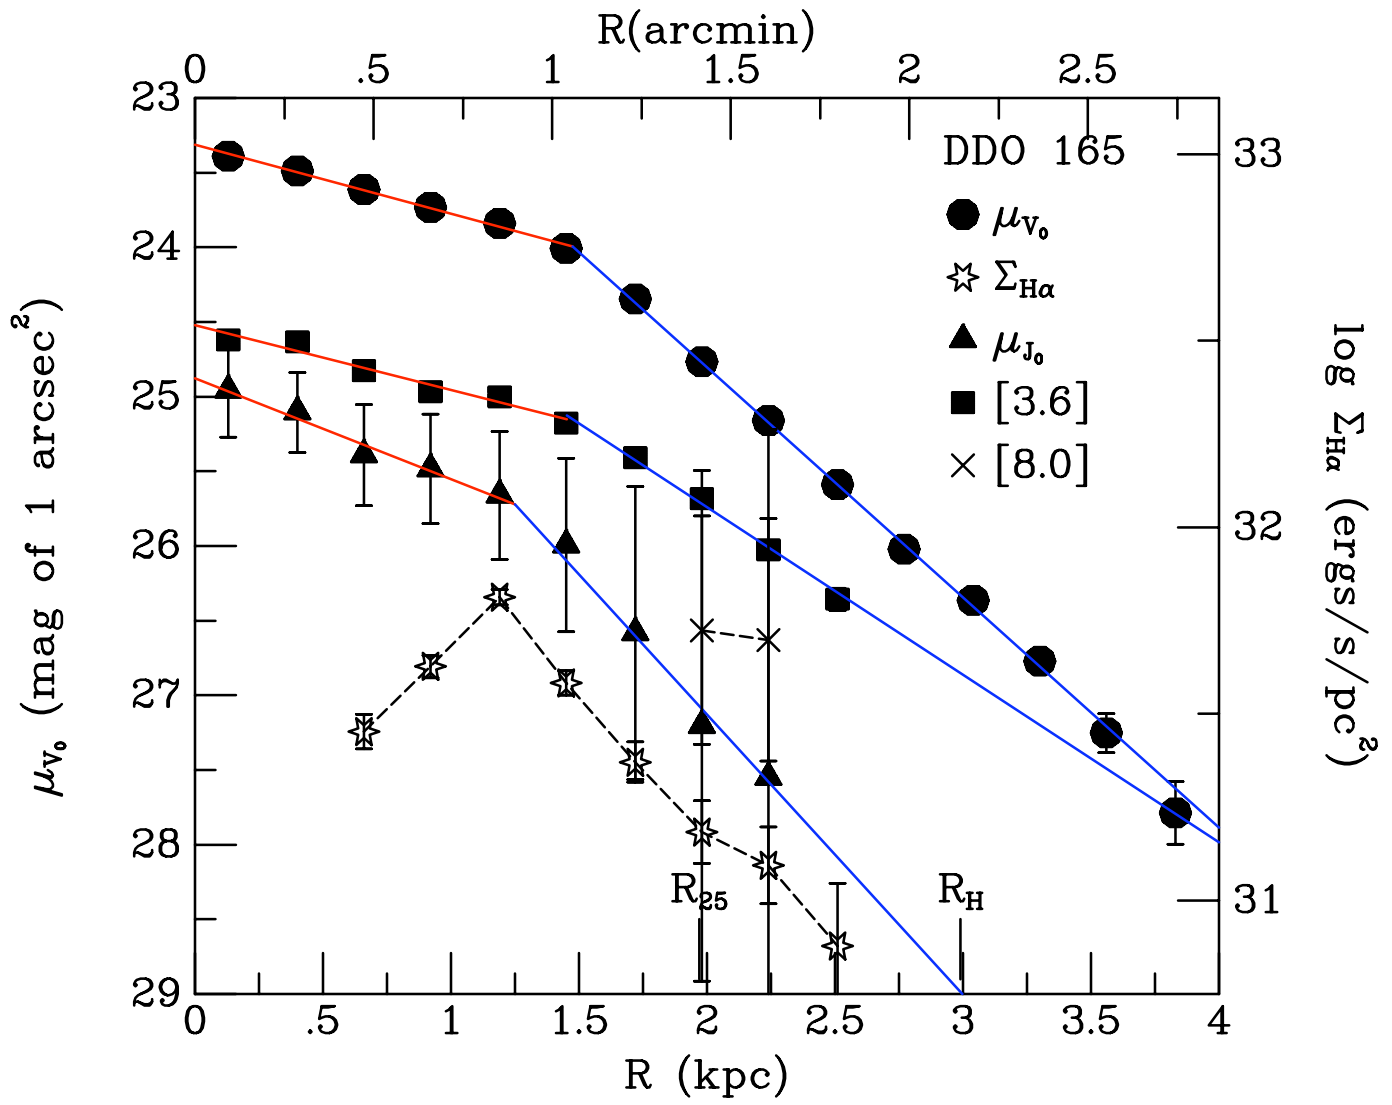 R(arcmin)
0 .5 1 1.5 2 2.5
23
24
25
26
27
28
29
μV₀ (mag of 1 arcsec²)
DDO 165
μV₀
ΣHα
μJ₀
[3.6]
[8.0]
R25
RH
33
32
31
log ΣHα (ergs/s/pc²)
0 .5 1 1.5 2 2.5 3 3.5 4
R (kpc)